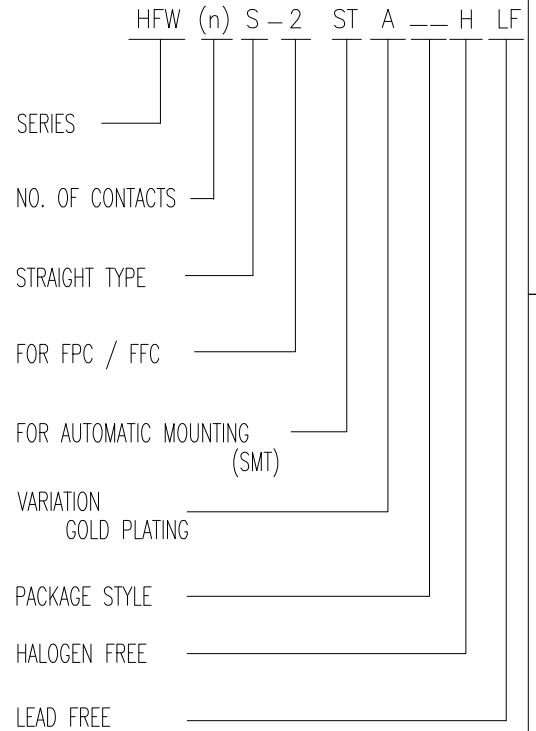 HFW (n) S – 2 ST A __ H LF
SERIES
NO. OF CONTACTS
STRAIGHT TYPE
FOR FPC / FFC
FOR AUTOMATIC MOUNTING
(SMT)
VARIATION
GOLD PLATING
PACKAGE STYLE
HALOGEN FREE
LEAD FREE